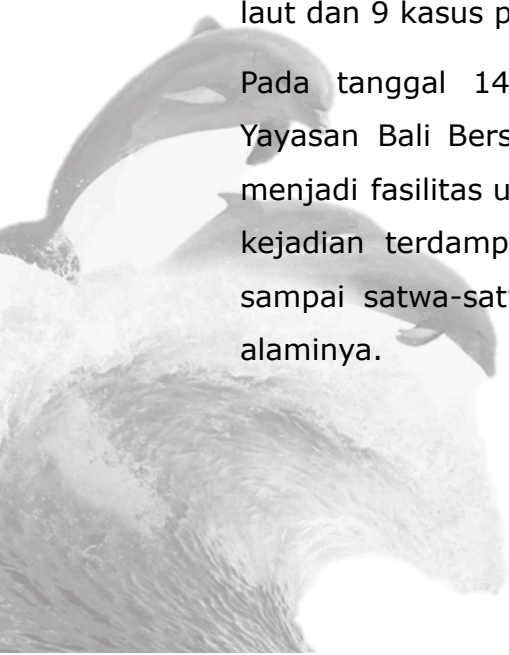 laut dan 9 kasus p
Pada tanggal 14
Yayasan Bali Bers
menjadi fasilitas u
kejadian terdamp
sampai satwa-sat
alaminya.